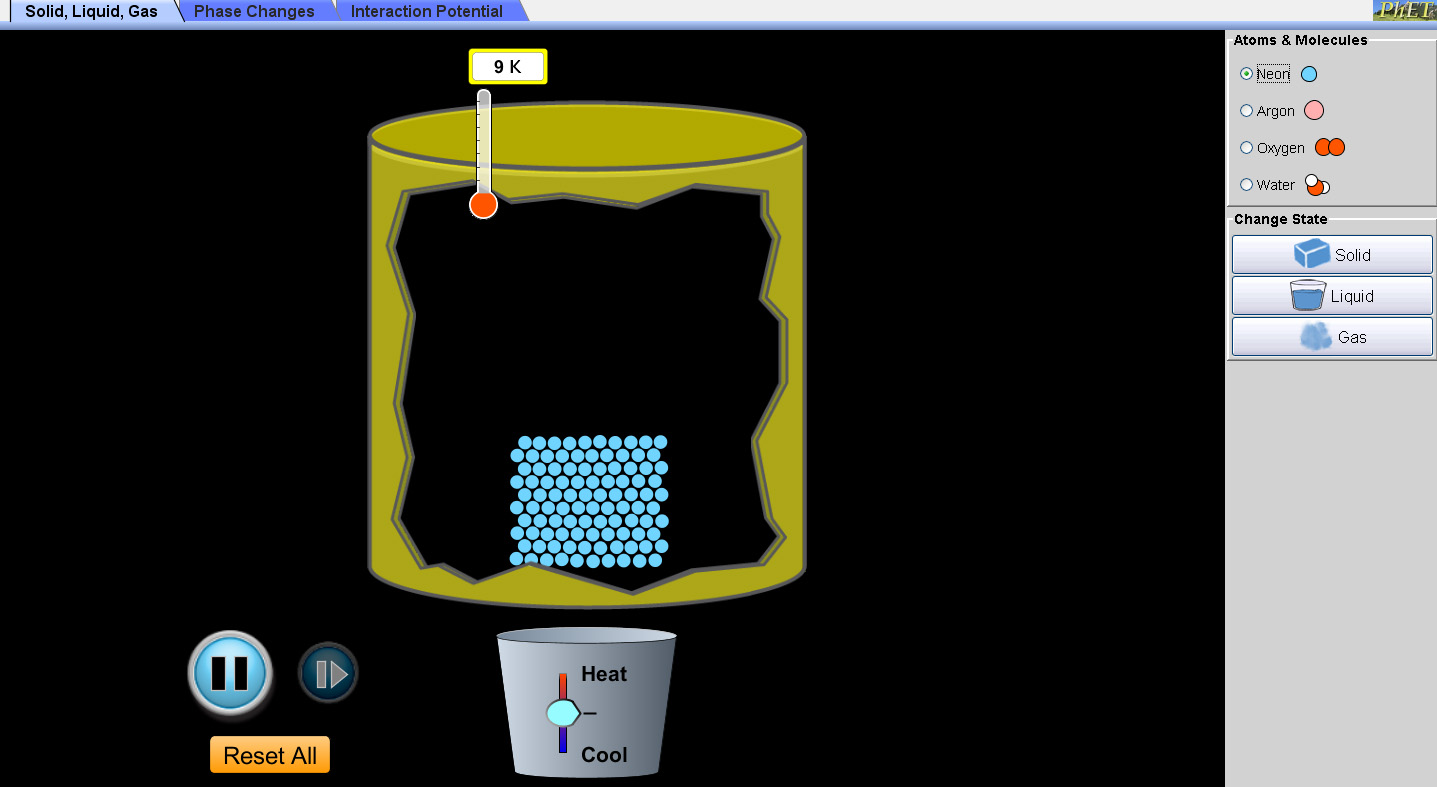 Solid, Liquid, Gas
Phase Changes
Interaction Potential
PhET
9 K
Atoms & Molecules
Neon
Argon
Oxygen
Water
Change State
Solid
Liquid
Gas
Heat
Cool
Reset All